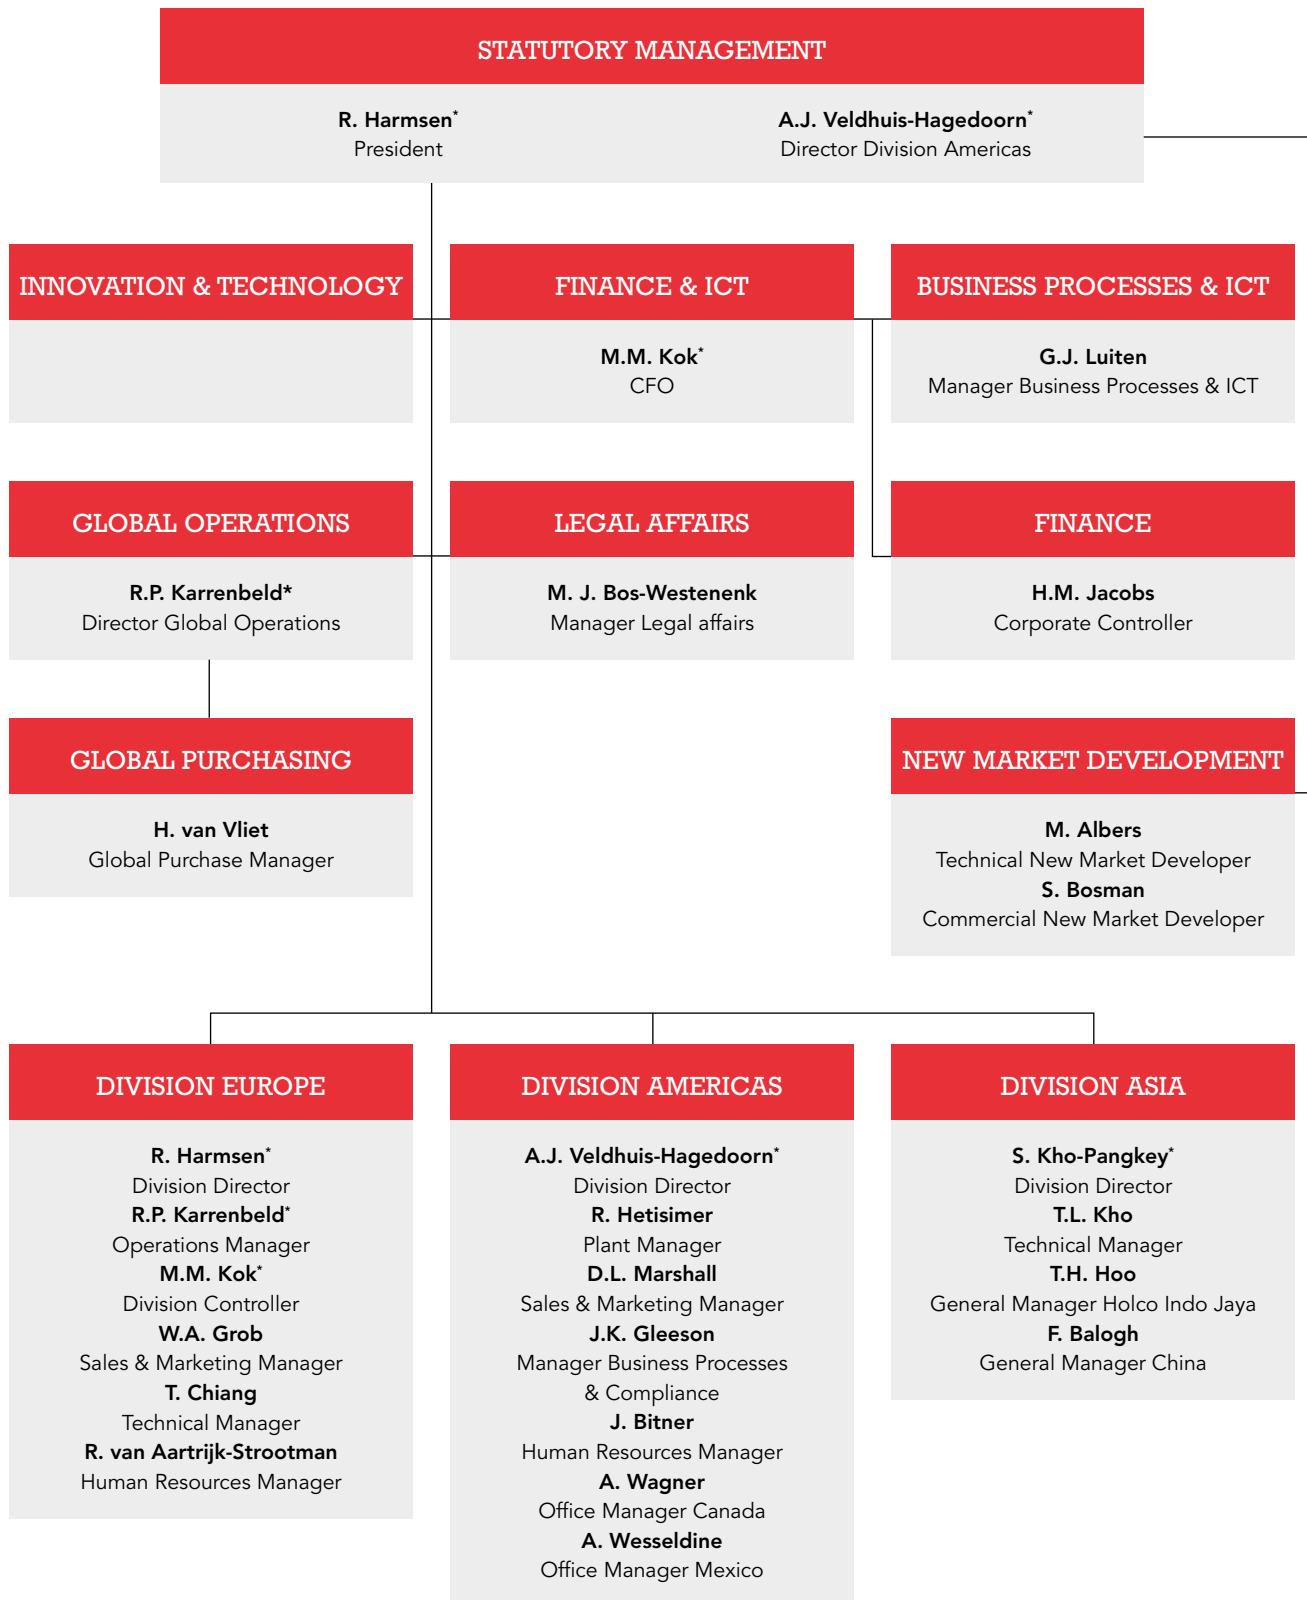 STATUTORY MANAGEMENT
R. Harmsen*
President
A.J. Veldhuis-Hagedoorn*
Director Division Americas
INNOVATION & TECHNOLOGY
FINANCE & ICT
M.M. Kok*
CFO
BUSINESS PROCESSES & ICT
G.J. Luiten
Manager Business Processes & ICT
GLOBAL OPERATIONS
R.P. Karrenbeld*
Director Global Operations
LEGAL AFFAIRS
M. J. Bos-Westenenk
Manager Legal affairs
FINANCE
H.M. Jacobs
Corporate Controller
GLOBAL PURCHASING
H. van Vliet
Global Purchase Manager
NEW MARKET DEVELOPMENT
M. Albers
Technical New Market Developer
S. Bosman
Commercial New Market Developer
DIVISION EUROPE
R. Harmsen*
Division Director
R.P. Karrenbeld*
Operations Manager
M.M. Kok*
Division Controller
W.A. Grob
Sales & Marketing Manager
T. Chiang
Technical Manager
R. van Aartrijk-Strootman
Human Resources Manager
DIVISION AMERICAS
A.J. Veldhuis-Hagedoorn*
Division Director
R. Hetisimer
Plant Manager
D.L. Marshall
Sales & Marketing Manager
J.K. Gleeson
Manager Business Processes
& Compliance
J. Bitner
Human Resources Manager
A. Wagner
Office Manager Canada
A. Wesseldine
Office Manager Mexico
DIVISION ASIA
S. Kho-Pangkey*
Division Director
T.L. Kho
Technical Manager
T.H. Hoo
General Manager Holco Indo Jaya
F. Balogh
General Manager China